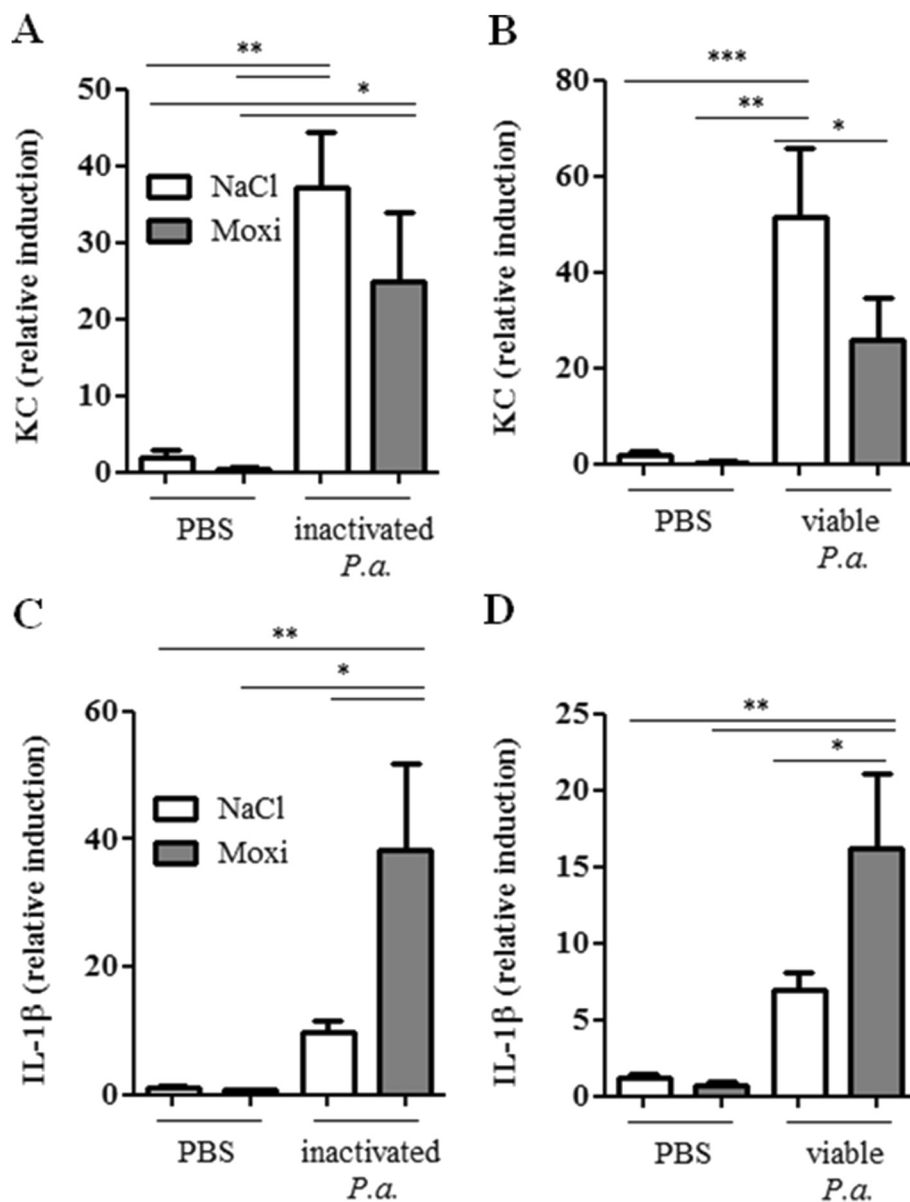 A
**
*
50
40
30
20
10
0
KC (relative induction)
NaCl
Moxi
PBS
inactivated
P.a.
B
***
**
*
80
60
40
20
0
KC (relative induction)
PBS
viable
P.a.
C
**
*
60
40
20
0
IL-1β (relative induction)
NaCl
Moxi
PBS
inactivated
P.a.
D
**
*
25
20
15
10
5
0
IL-1β (relative induction)
PBS
viable
P.a.